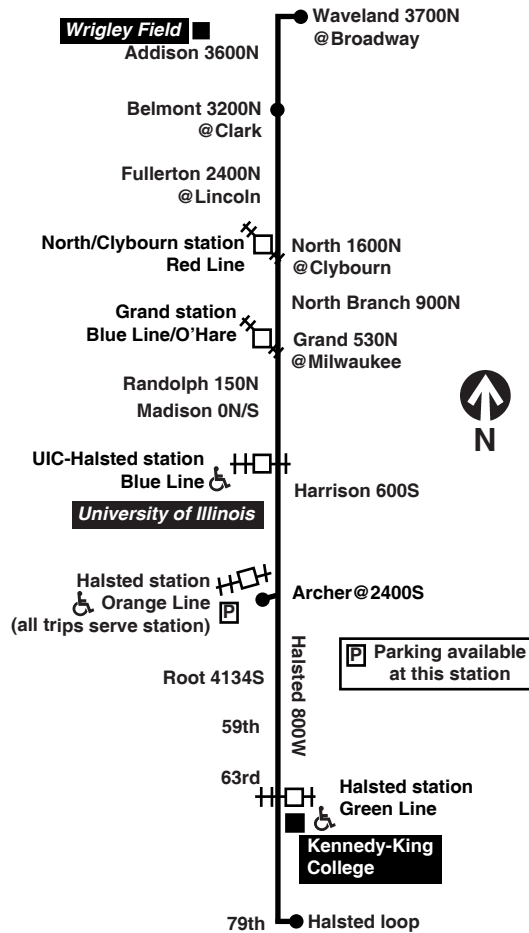 Waveland 3700N
@Broadway
Wrigley Field
Addison 3600N
Belmont 3200N
@Clark
Fullerton 2400N
@Lincoln
North/Clybourn station
Red Line
North 1600N
@Clybourn
North Branch 900N
Grand station
Blue Line/O’Hare
Grand 530N
@Milwaukee
Randolph 150N
Madison 0N/S
N
UIC-Halsted station
Blue Line
Harrison 600S
University of Illinois
Halsted station
Orange Line
(all trips serve station)
P
Archer@2400S
Halsted 800W
P Parking available
at this station
Root 4134S
59th
63rd
Halsted station
Green Line
Kennedy-King
College
79th
Halsted loop